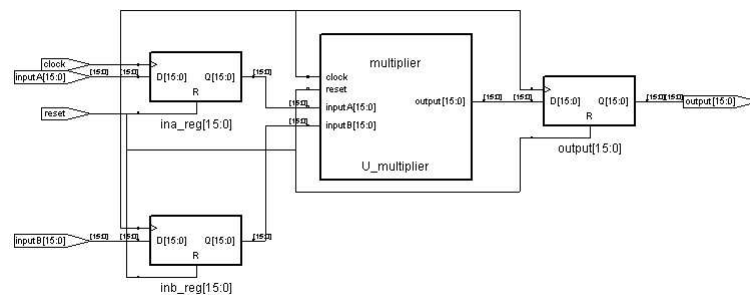 clock
inputA[15:0]
[15:0]
[15:0]
D[15:0]
Q[15:0]
R
[15:0]
ina_reg[15:0]
reset
multiplier
clock
reset
inputA[15:0]
inputB[15:0]
output[15:0]
U_multiplier
[15:0]
[15:0]
[15:0]
[15:0]
D[15:0]
Q[15:0]
R
output[15:0]
[15:0][15:0]
output[15:0]
inputB[15:0]
[15:0]
[15:0]
D[15:0]
Q[15:0]
R
[15:0]
inb_reg[15:0]